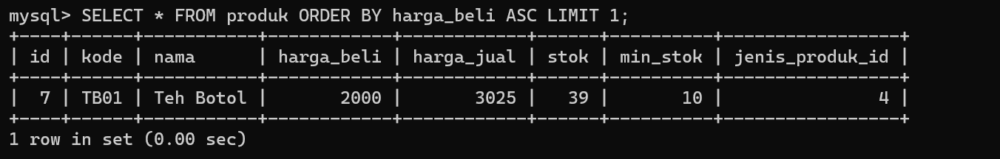 mysql> SELECT * FROM produk ORDER BY harga_beli ASC LIMIT 1;
+----+------+-----------+------------+------------+------+----------+-----------------+
| id | kode | nama      | harga_beli | harga_jual | stok | min_stok | jenis_produk_id |
+----+------+-----------+------------+------------+------+----------+-----------------+
|  7 | TB01 | Teh Botol |       2000 |       3025 |   39 |       10 |               4 |
+----+------+-----------+------------+------------+------+----------+-----------------+
1 row in set (0.00 sec)